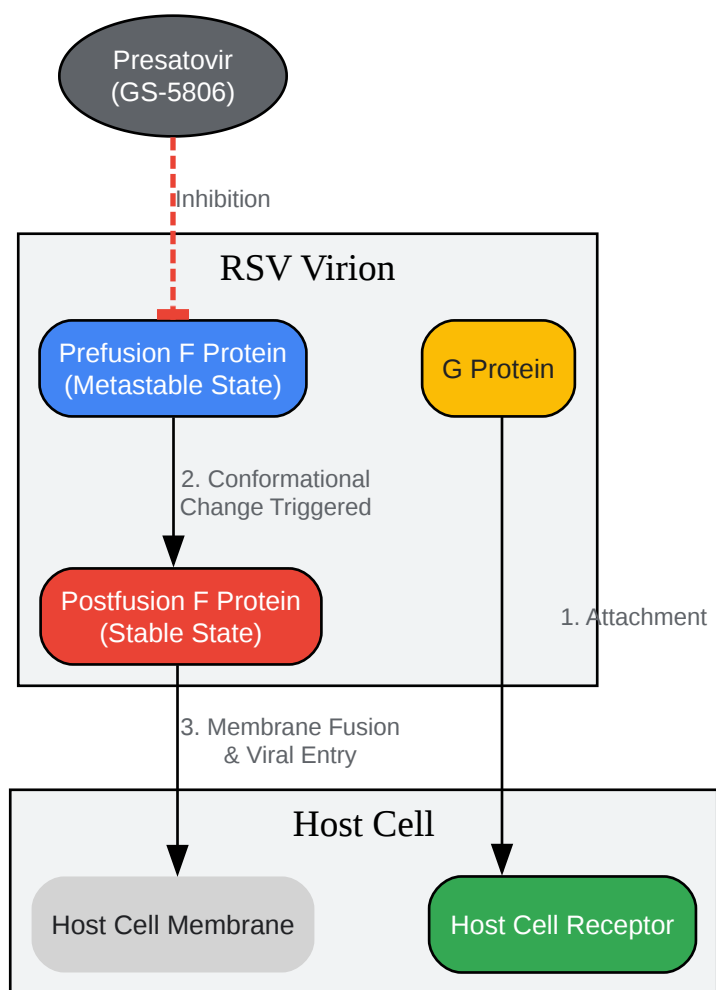 Presatovir
(GS-5806)
Inhibition
RSV Virion
Prefusion F Protein
(Metastable State)
G Protein
2. Conformational
Change Triggered
Postfusion F Protein
(Stable State)
1. Attachment
3. Membrane Fusion
& Viral Entry
Host Cell
Host Cell Membrane
Host Cell Receptor